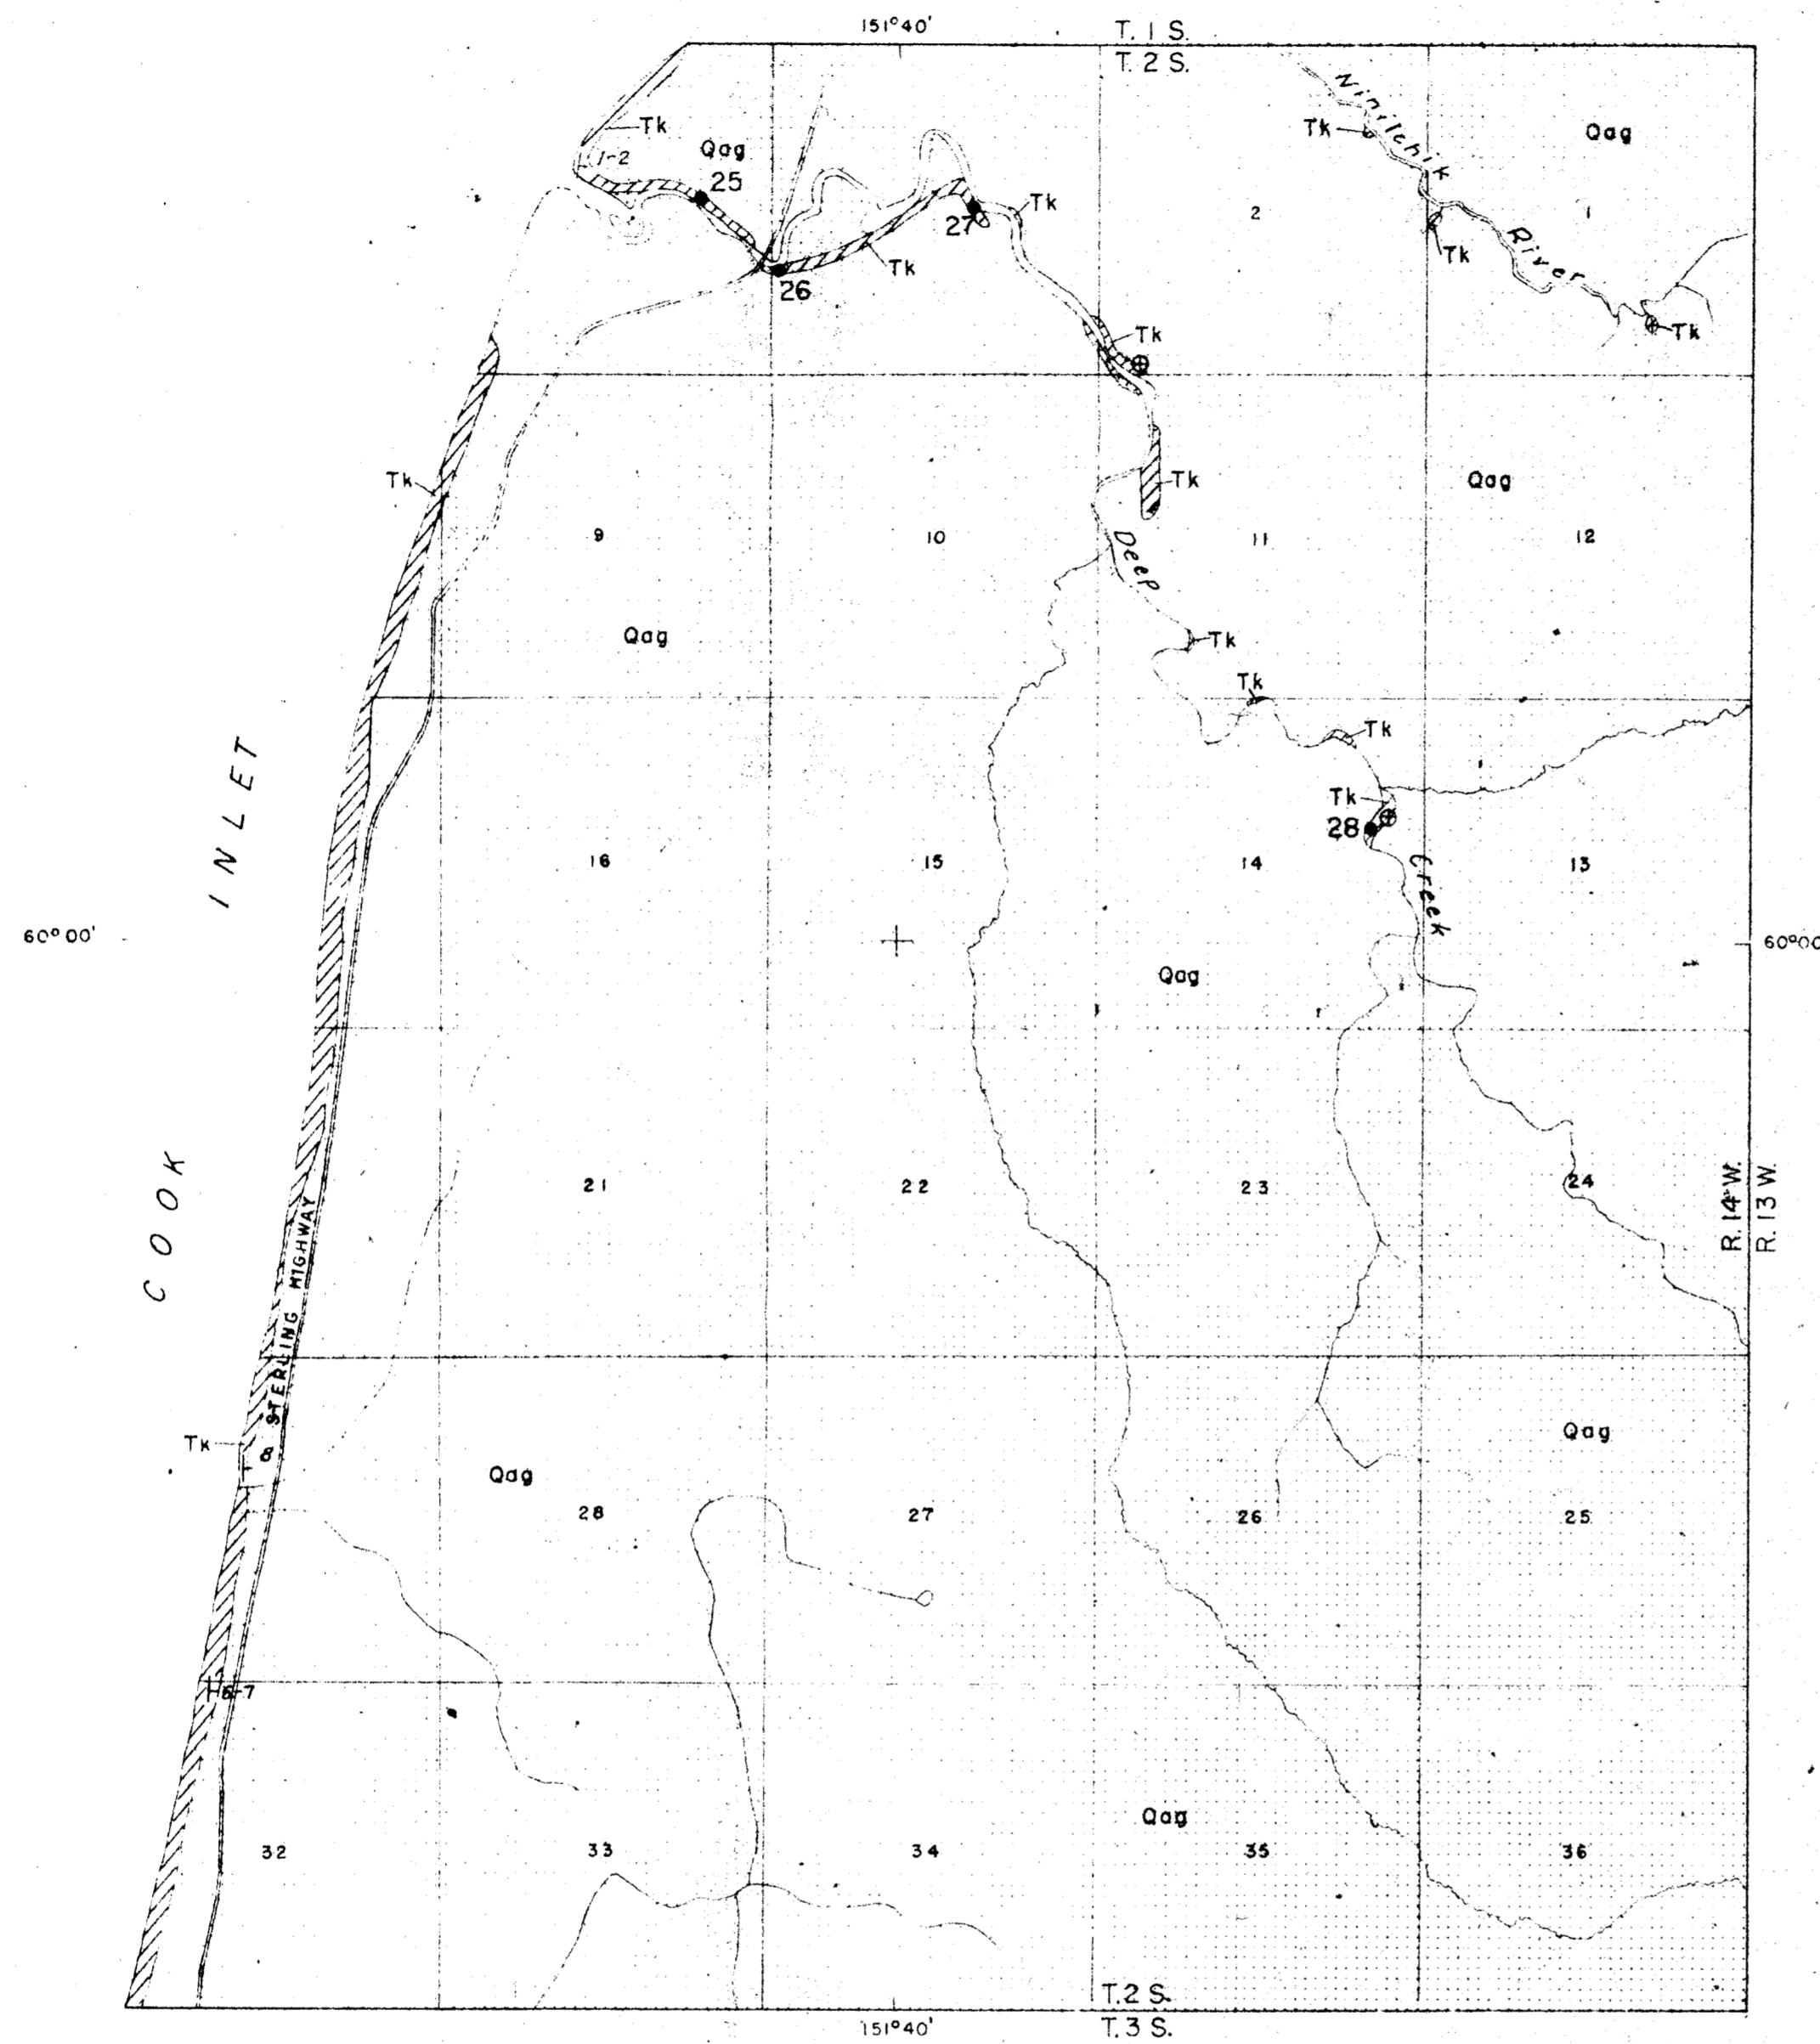 151°40'
T. 1 S.
T. 2 S.
Ninilchik
River
Tk
Qag
Tk
Qag
1-2
25
Tk
2
1
27
Tk
Tk
26
Tk
Tk
Tk
Tk
Qag
9
10
11
12
Deep
Qag
Tk
Tk
Tk
COOK INLET
Tk
28
16
15
14
13
Creek
60°00'
60°00
Qag
21
22
23
24
R. 14 W.
R. 13 W.
STERLING HIGHWAY
Qag
Tk
8
Qag
28
27
26
25
6-7
Qag
32
33
34
35
36
T. 2 S.
T. 3 S.
151°40'